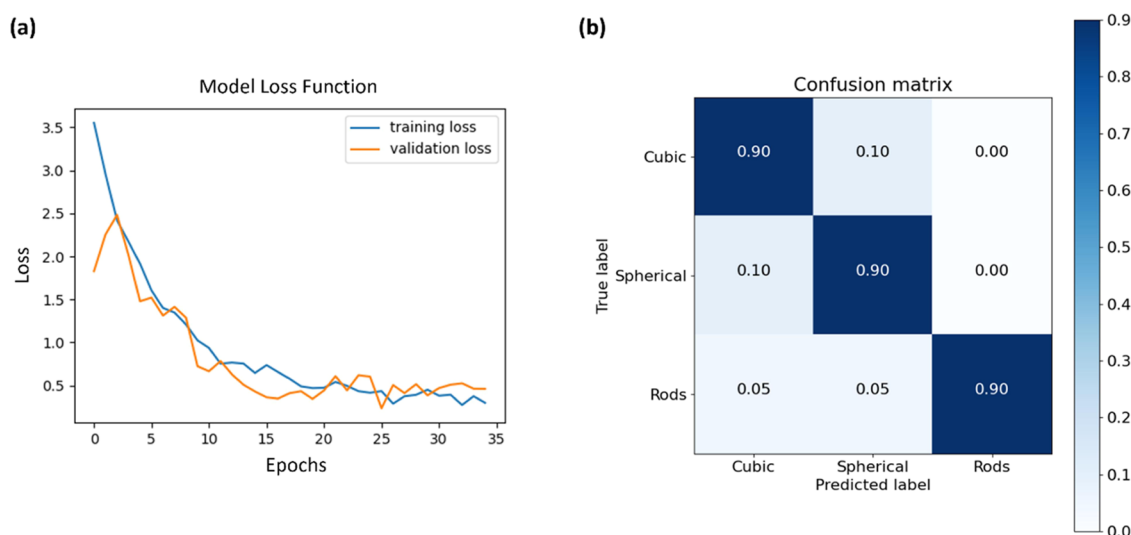 (a)
Model Loss Function
training loss
validation loss
3.5
3.0
2.5
2.0
1.5
1.0
0.5
Loss
0 5 10 15 20 25 30 35
Epochs
(b)
Confusion matrix
True label
Cubic 0.90 0.10 0.00
Spherical 0.10 0.90 0.00
Rods 0.05 0.05 0.90
Cubic Spherical Rods
Predicted label
0.9
0.8
0.7
0.6
0.5
0.4
0.3
0.2
0.1
0.0